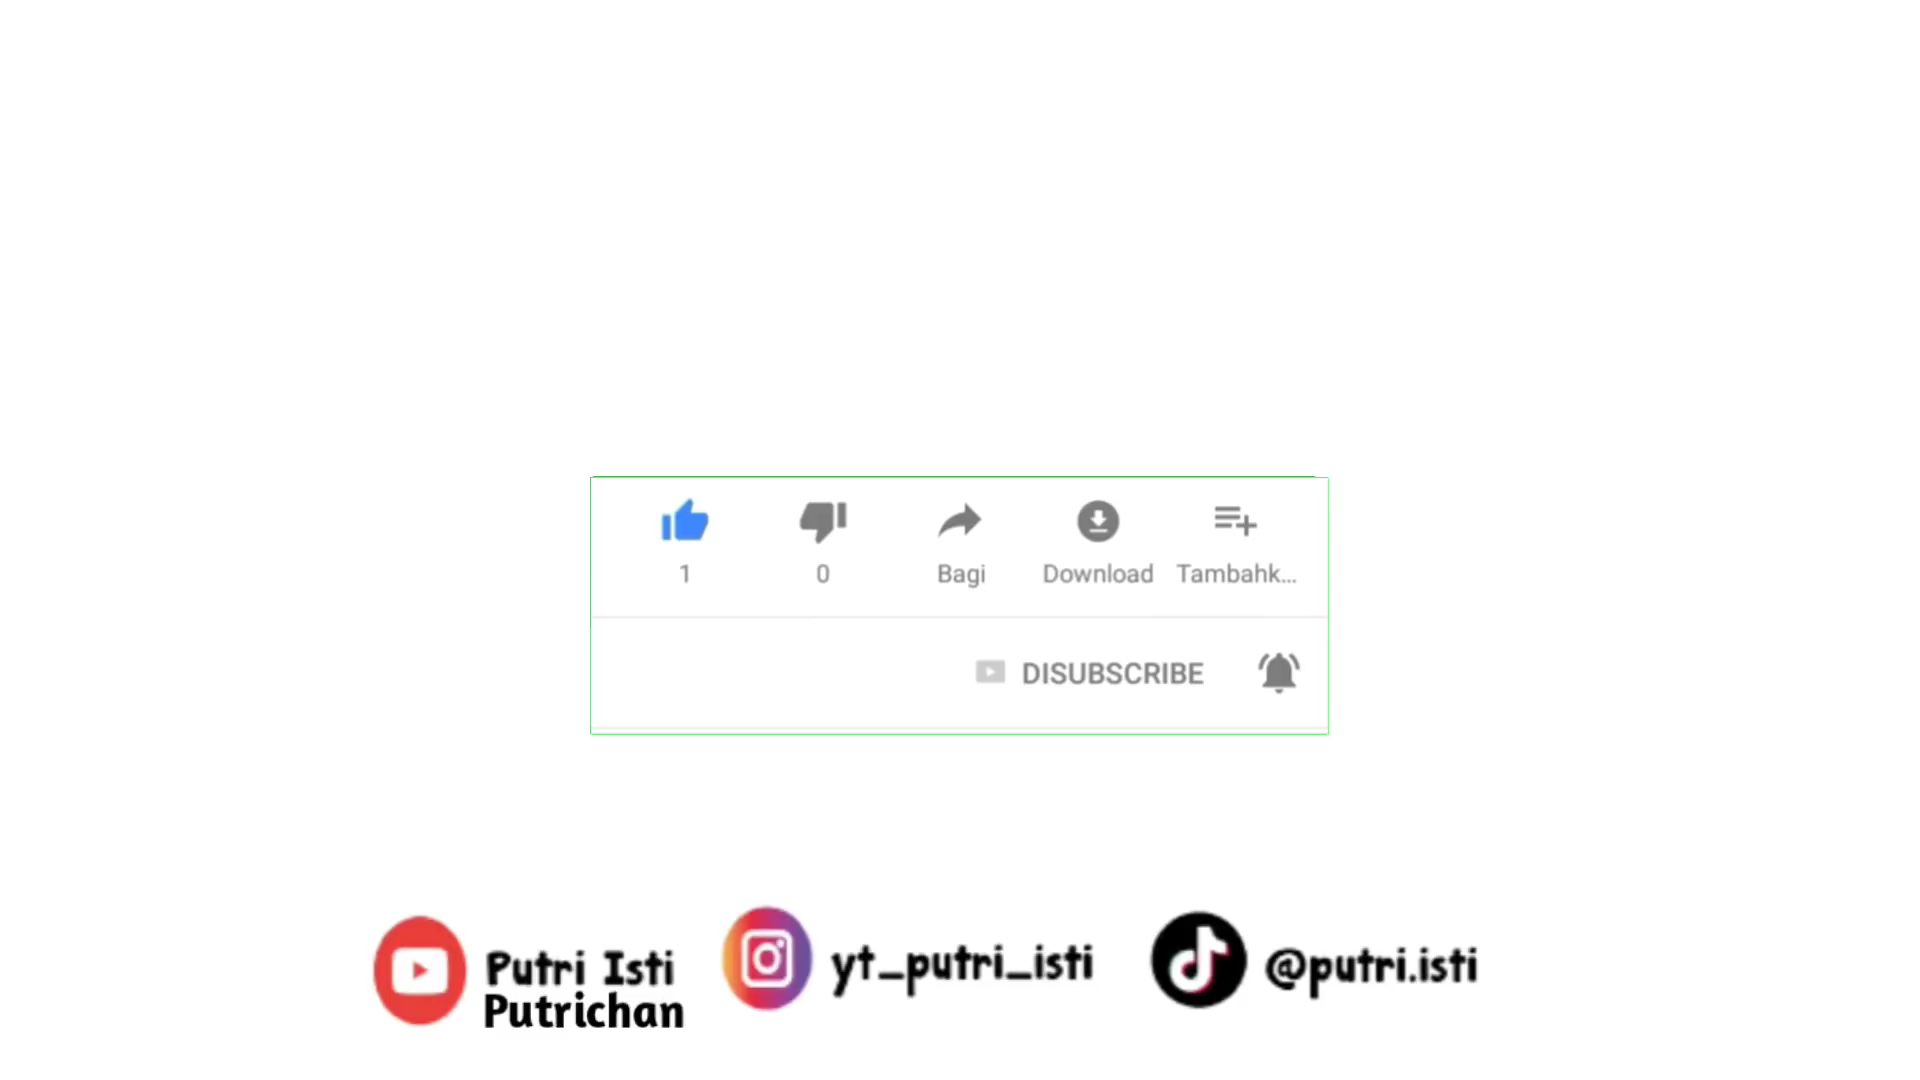 1 0 Bagi Download Tambahk...
DISUBSCRIBE
Putri Isti
Putrichan
yt_putri_isti
@putri.isti